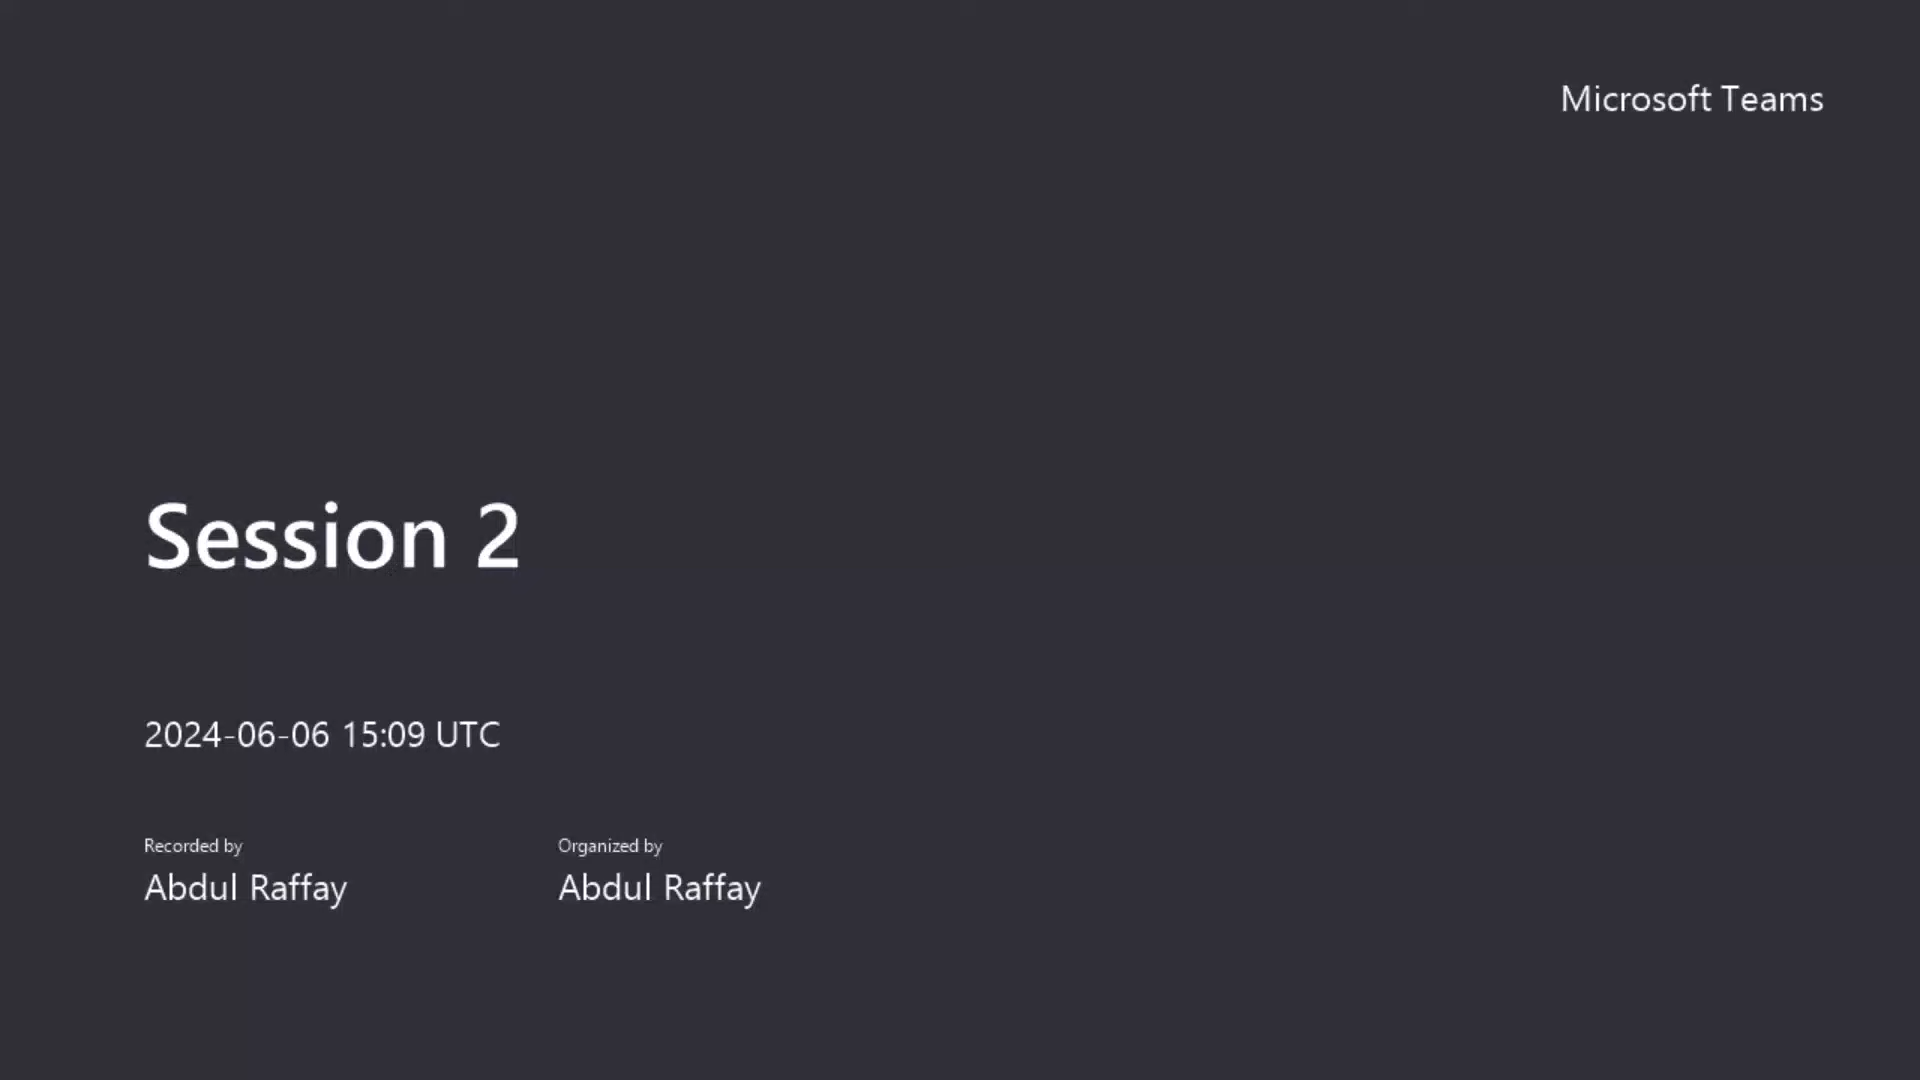 Microsoft Teams
Session 2
2024-06-06 15:09 UTC
Recorded by
Abdul Raffay
Organized by
Abdul Raffay